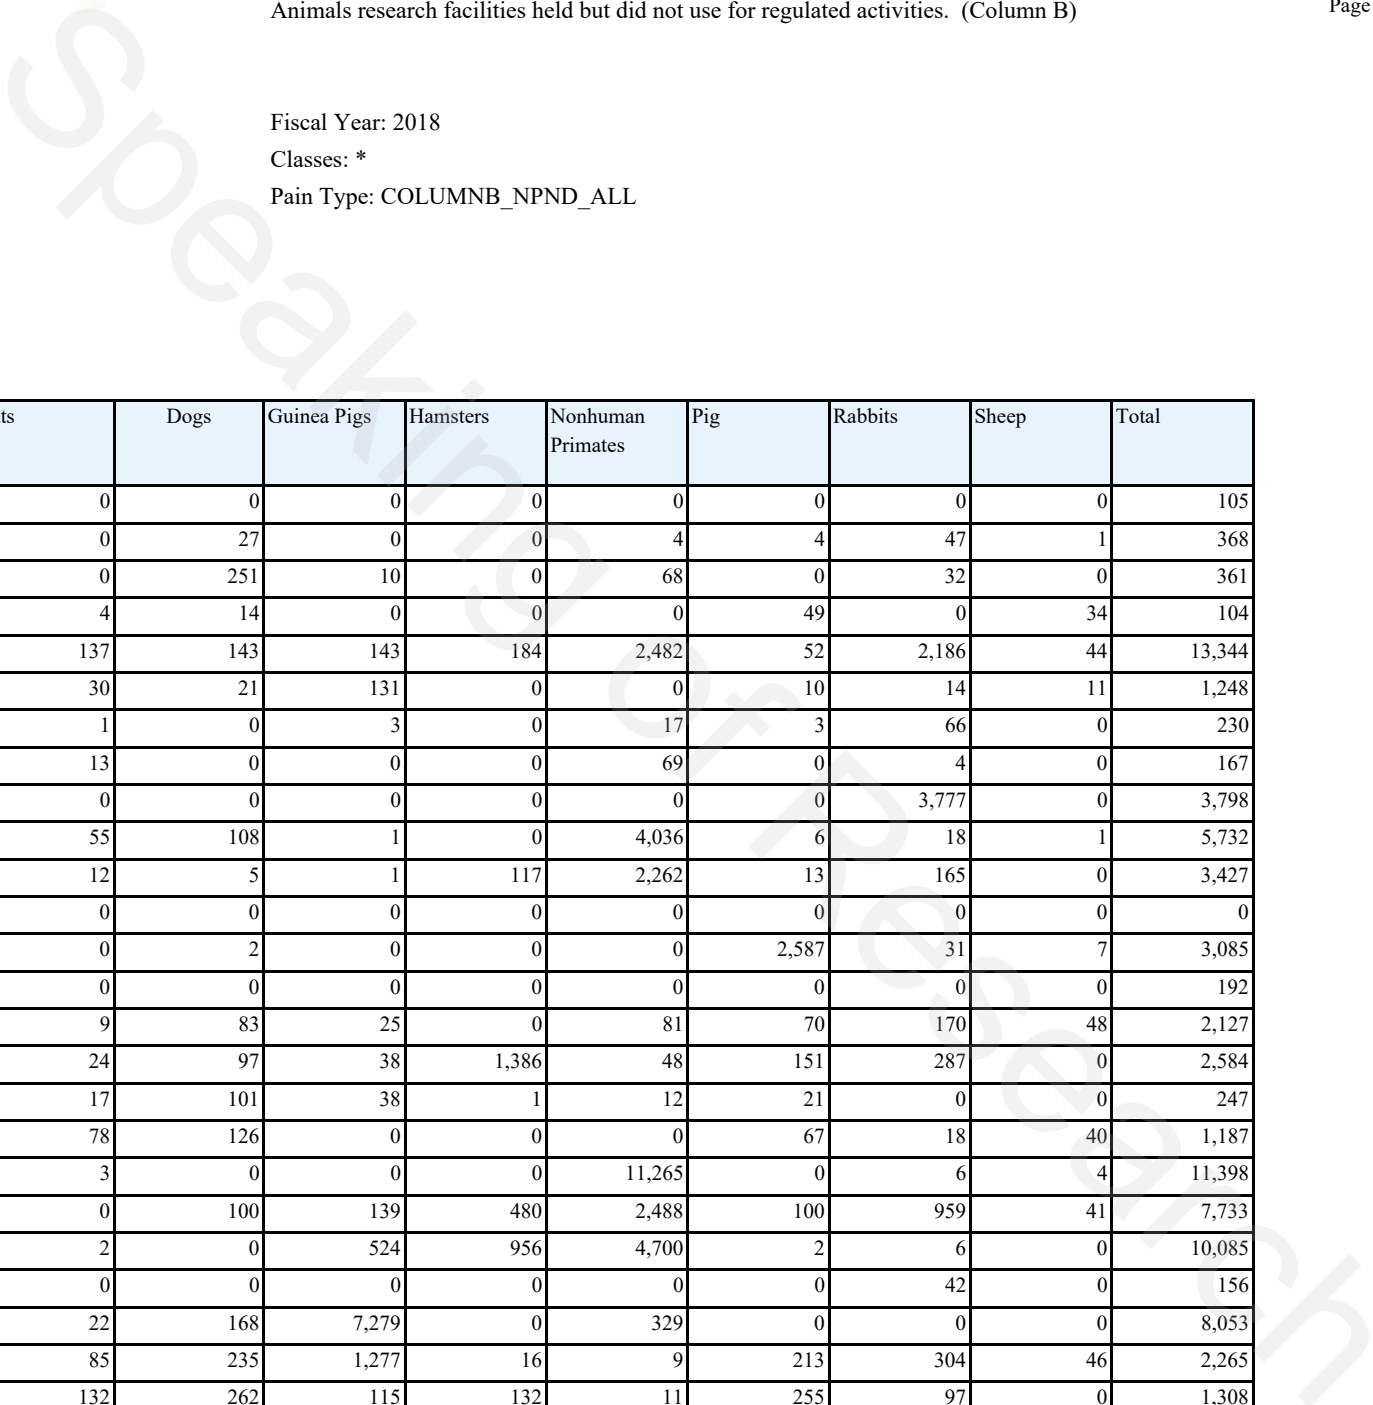 Animals research facilities held but did not use for regulated activities. (Column B)
Page
Fiscal Year: 2018
Classes: *
Pain Type: COLUMNB_NPND_ALL
ts Dogs Guinea Pigs Hamsters Nonhuman Primates Pig Rabbits Sheep Total
0 0 0 0 0 0 0 0 105
0 27 0 0 4 4 47 1 368
0 251 10 0 68 0 32 0 361
4 14 0 0 0 49 0 34 104
137 143 143 184 2,482 52 2,186 44 13,344
30 21 131 0 0 10 14 11 1,248
1 0 3 0 17 3 66 0 230
13 0 0 0 69 0 4 0 167
0 0 0 0 0 0 3,777 0 3,798
55 108 1 0 4,036 6 18 1 5,732
12 5 1 117 2,262 13 165 0 3,427
0 0 0 0 0 0 0 0 0
0 2 0 0 0 2,587 31 7 3,085
0 0 0 0 0 0 0 0 192
9 83 25 0 81 70 170 48 2,127
24 97 38 1,386 48 151 287 0 2,584
17 101 38 1 12 21 0 0 247
78 126 0 0 0 67 18 40 1,187
3 0 0 0 11,265 0 6 4 11,398
0 100 139 480 2,488 100 959 41 7,733
2 0 524 956 4,700 2 6 0 10,085
0 0 0 0 0 0 42 0 156
22 168 7,279 0 329 0 0 0 8,053
85 235 1,277 16 9 213 304 46 2,265
132 262 115 132 11 255 97 0 1,308
Speaking of Research